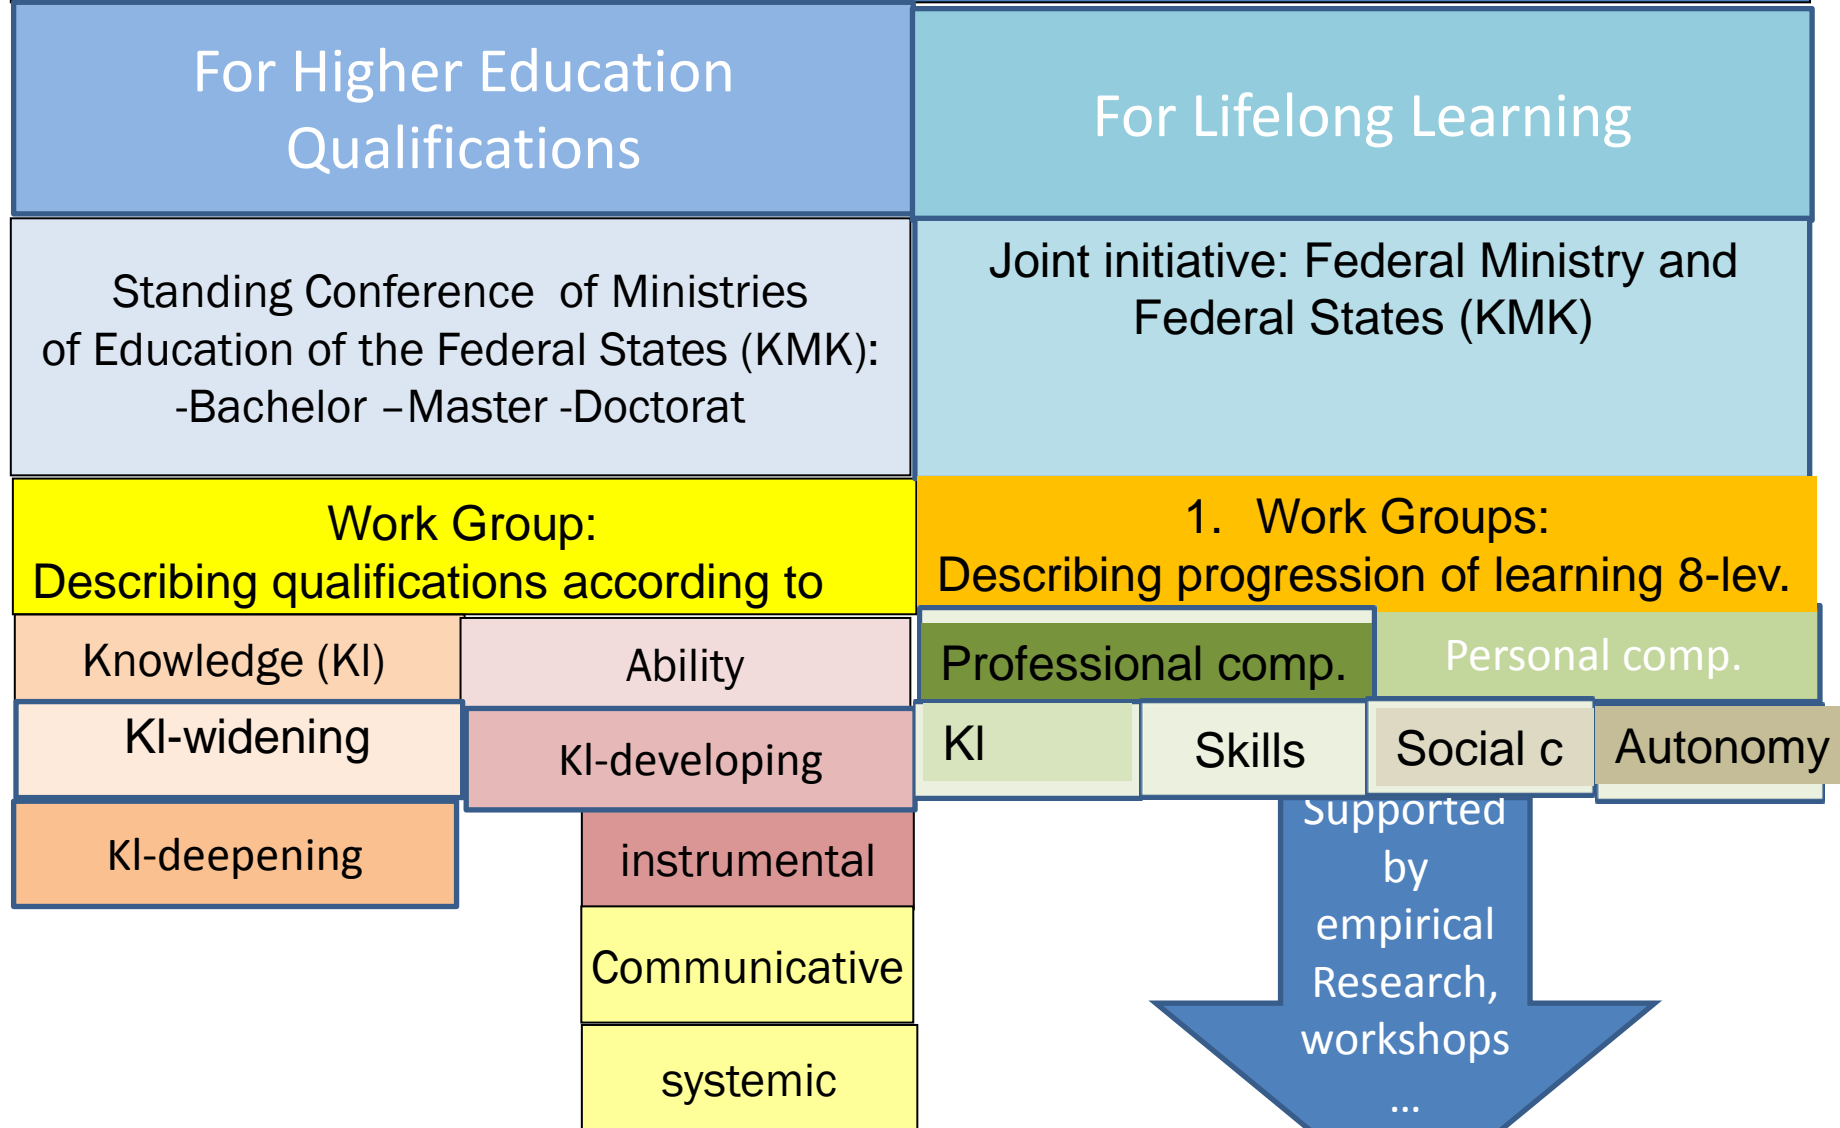 For Higher Education
Qualifications
For Lifelong Learning
Standing Conference of Ministries
of Education of the Federal States (KMK):
-Bachelor –Master -Doctorat
Joint initiative: Federal Ministry and
Federal States (KMK)
Work Group:
Describing qualifications according to
1. Work Groups:
Describing progression of learning 8-lev.
Knowledge (Kl)
Ability
Professional comp.
Personal comp.
Kl-widening
Kl-developing
Kl
Skills
Social c
Autonomy
Kl-deepening
instrumental
Communicative
systemic
Supported
by
empirical
Research,
workshops
...